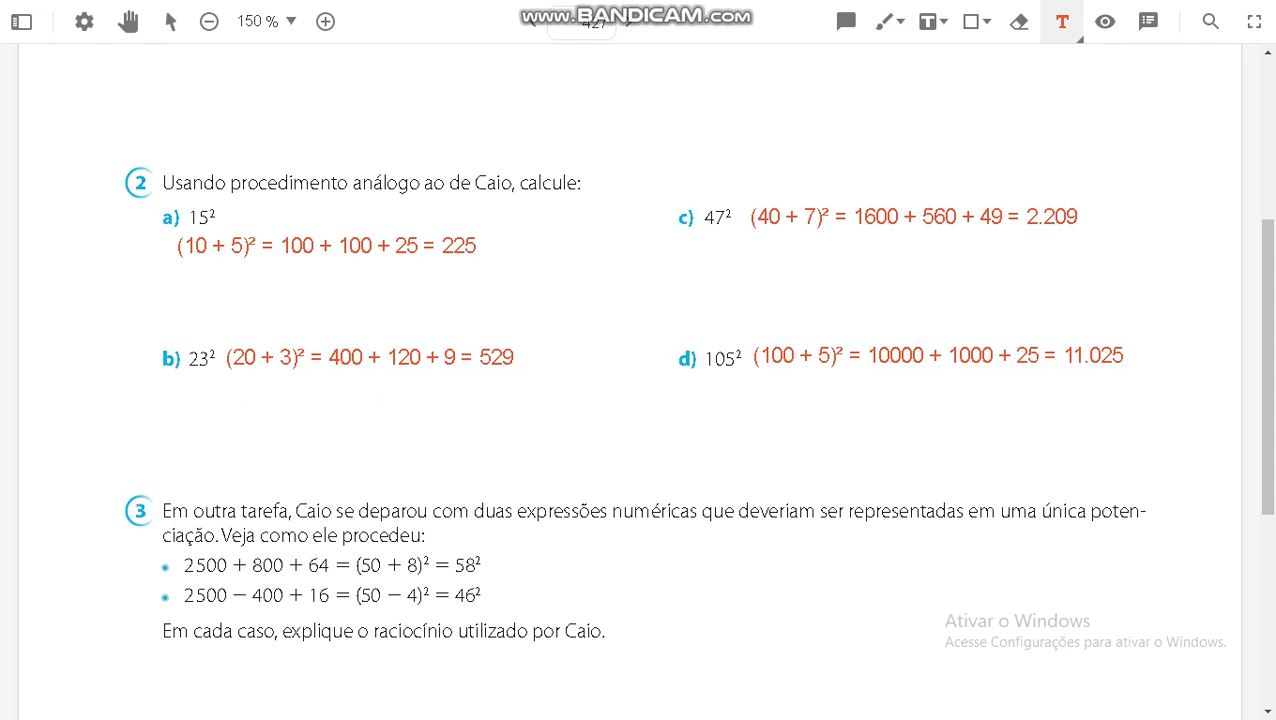 150 %
www.BANDICAM.com
427
T
T
2 Usando procedimento análogo ao de Caio, calcule:
a) 15²
(10 + 5)² = 100 + 100 + 25 = 225
c) 47² (40 + 7)² = 1600 + 560 + 49 = 2.209
b) 23² (20 + 3)² = 400 + 120 + 9 = 529
d) 105² (100 + 5)² = 10000 + 1000 + 25 = 11.025
3 Em outra tarefa, Caio se deparou com duas expressões numéricas que deveriam ser representadas em uma única poten-
ciação. Veja como ele procedeu:
• 2500 + 800 + 64 = (50 + 8)² = 58²
• 2500 − 400 + 16 = (50 − 4)² = 46²
Em cada caso, explique o raciocínio utilizado por Caio.
Ativar o Windows
Acesse Configurações para ativar o Windows.